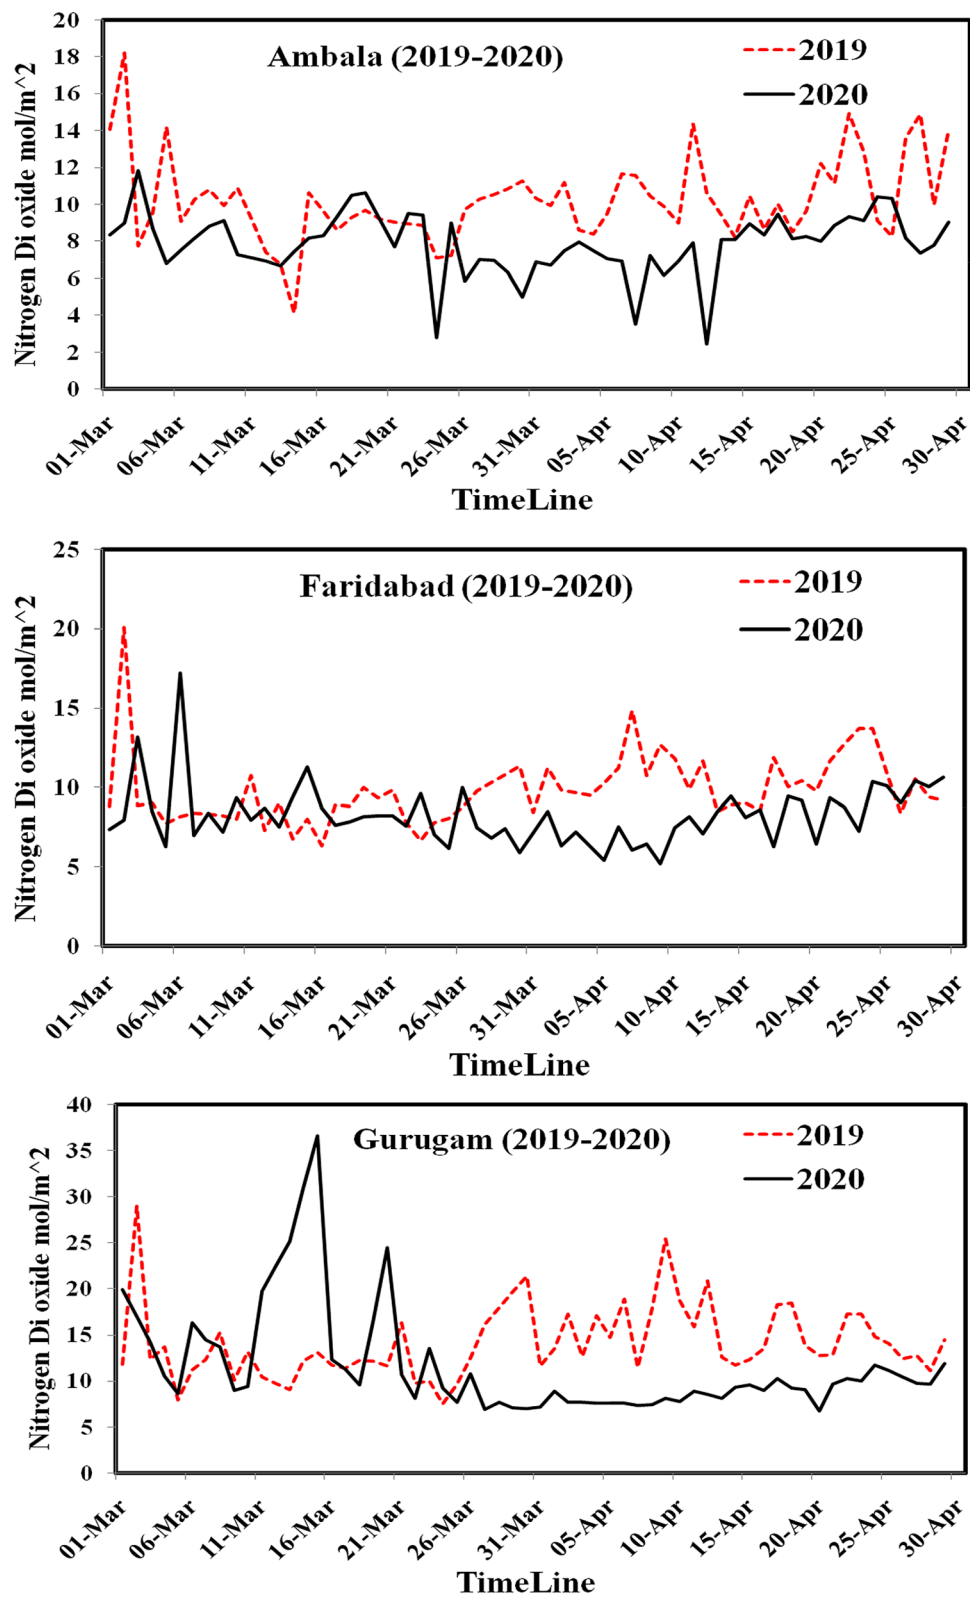 Ambala (2019-2020)
2019
2020
Nitrogen Di oxide mol/m^2
20
18
16
14
12
10
8
6
4
2
0
01-Mar
06-Mar
11-Mar
16-Mar
21-Mar
26-Mar
31-Mar
05-Apr
10-Apr
15-Apr
20-Apr
25-Apr
30-Apr
TimeLine
Faridabad (2019-2020)
2019
2020
Nitrogen Di oxide mol/m^2
25
20
15
10
5
0
01-Mar
06-Mar
11-Mar
16-Mar
21-Mar
26-Mar
31-Mar
05-Apr
10-Apr
15-Apr
20-Apr
25-Apr
30-Apr
TimeLine
Gurugam (2019-2020)
2019
2020
Nitrogen Di oxide mol/m^2
40
35
30
25
20
15
10
5
0
01-Mar
06-Mar
11-Mar
16-Mar
21-Mar
26-Mar
31-Mar
05-Apr
10-Apr
15-Apr
20-Apr
25-Apr
30-Apr
TimeLine